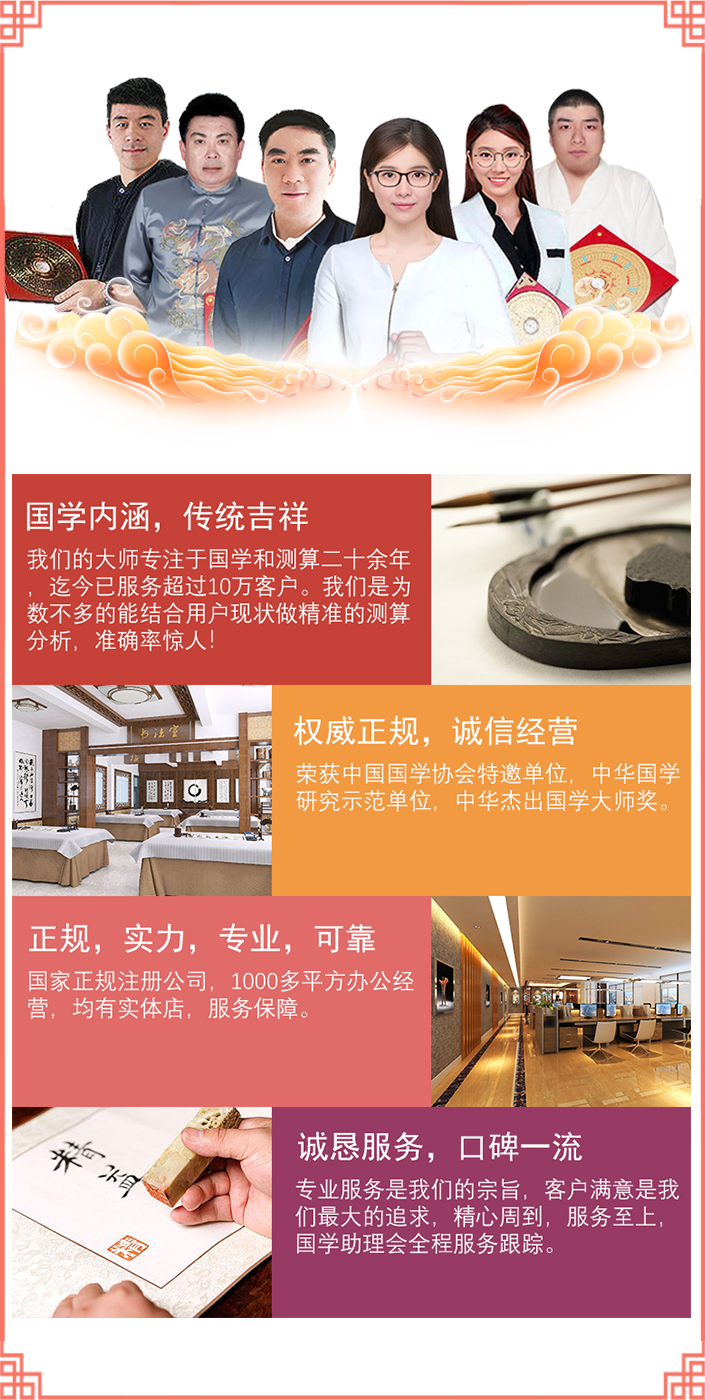 国学内涵，传统吉祥
我们的大师专注于国学和测算二十余年
，迄今已服务超过10万客户。我们是为
数不多的能结合用户现状做精准的测算
分析，准确率惊人！
书法室
权威正规，诚信经营
荣获中国国学协会特邀单位，中华国学
研究示范单位，中华杰出国学大师奖。
正规，实力，专业，可靠
国家正规注册公司，1000多平方办公经
营，均有实体店，服务保障。
诚恳服务，口碑一流
专业服务是我们的宗旨，客户满意是我
们最大的追求，精心周到，服务至上，
国学助理会全程服务跟踪。